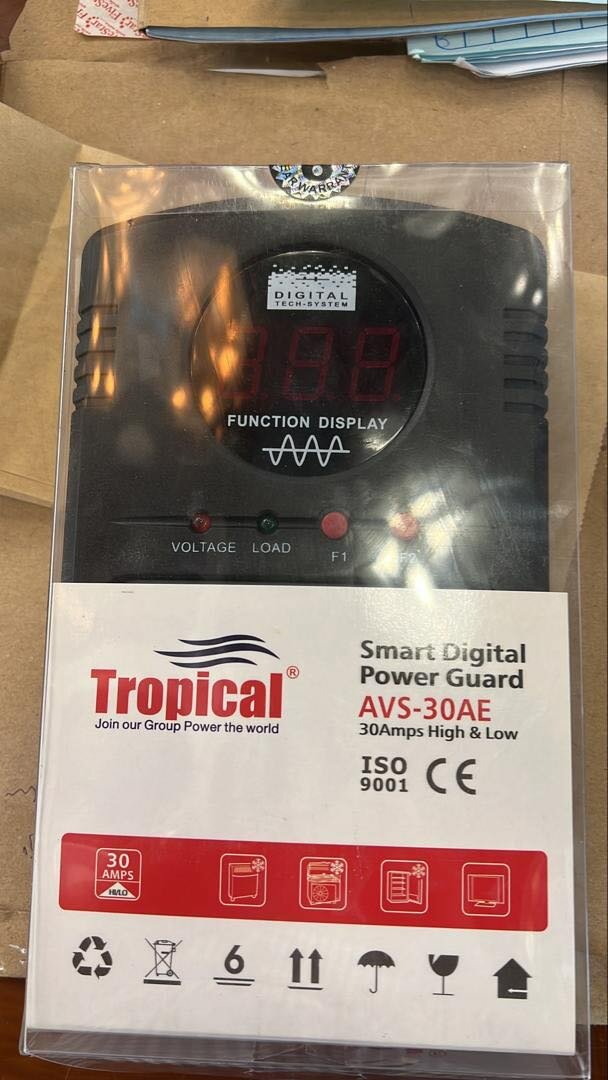 DIGITAL
TECH-SYSTEM
FUNCTION DISPLAY
VOLTAGE LOAD F1 F2
Tropical®
Join our Group Power the world
Smart Digital
Power Guard
AVS-30AE
30Amps High & Low
ISO
9001 CE
30
AMPS
HI/LO
6